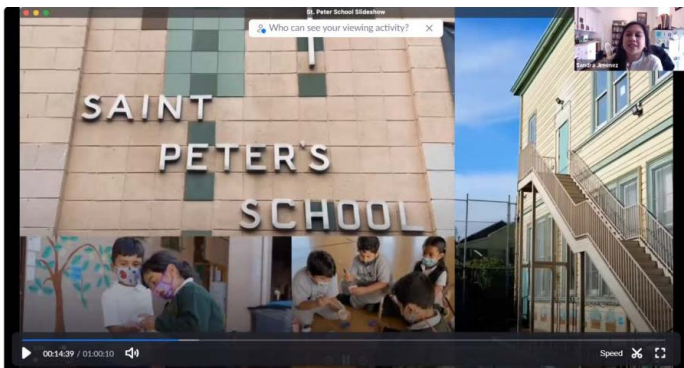 St. Peter School Slideshow
Who can see your viewing activity?
Sandra Jimenez
SAINT
PETER'S
SCHOOL
00:14:39 / 01:00:10
Speed